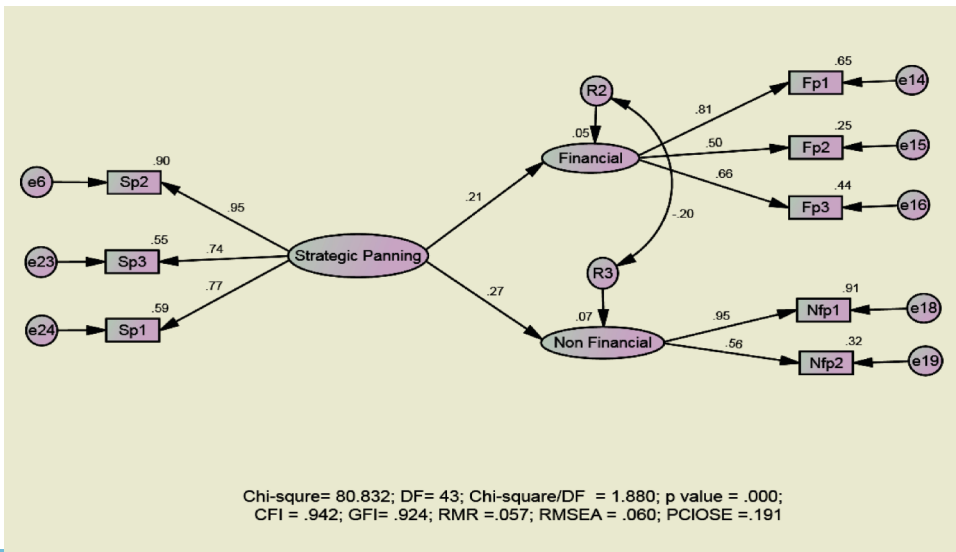 .65
R2
Fp1
e14
.81
.05
.25
.90
Financial
.50
Fp2
e15
e6
Sp2
.66
.44
.95
.21
Fp3
e16
-.20
.55
.74
e23
Sp3
Strategic Panning
R3
.77
.27
.91
.59
.07
.95
Nfp1
e18
e24
Sp1
Non Financial
.56
.32
Nfp2
e19
Chi-squre= 80.832; DF= 43; Chi-square/DF = 1.880; p value = .000;
CFI = .942; GFI= .924; RMR =.057; RMSEA = .060; PCIOSE =.191